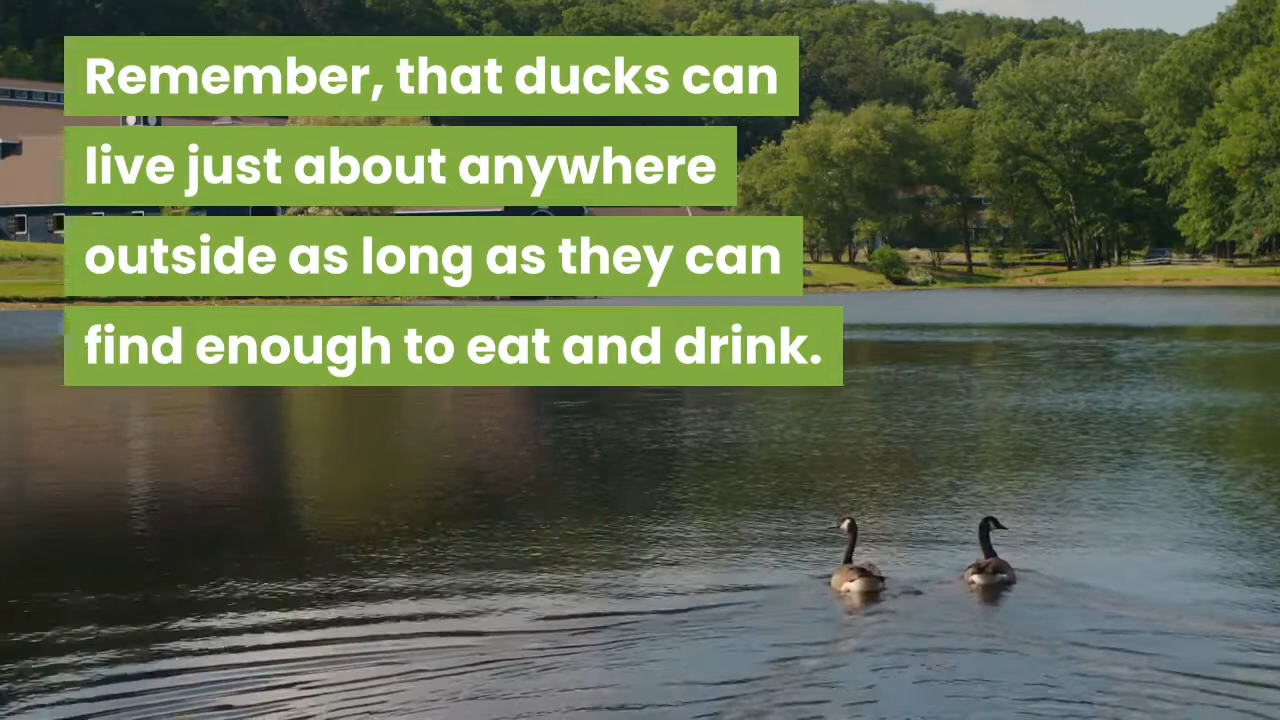 Remember, that ducks can
live just about anywhere
outside as long as they can
find enough to eat and drink.